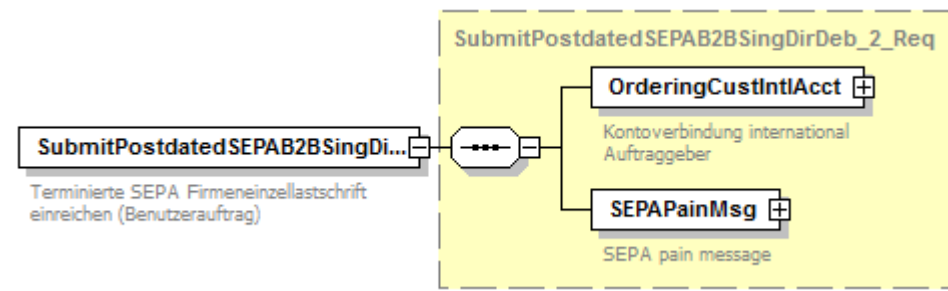 SubmitPostdatedSEPAB2BSingDirDeb_2_Req
OrderingCustIntlAcct
Kontoverbindung international
Auftraggeber
SubmitPostdatedSEPAB2BSingDi...
Terminierte SEPA Firmeneinzellastschrift
einreichen (Benutzerauftrag)
SEPAPainMsg
SEPA pain message